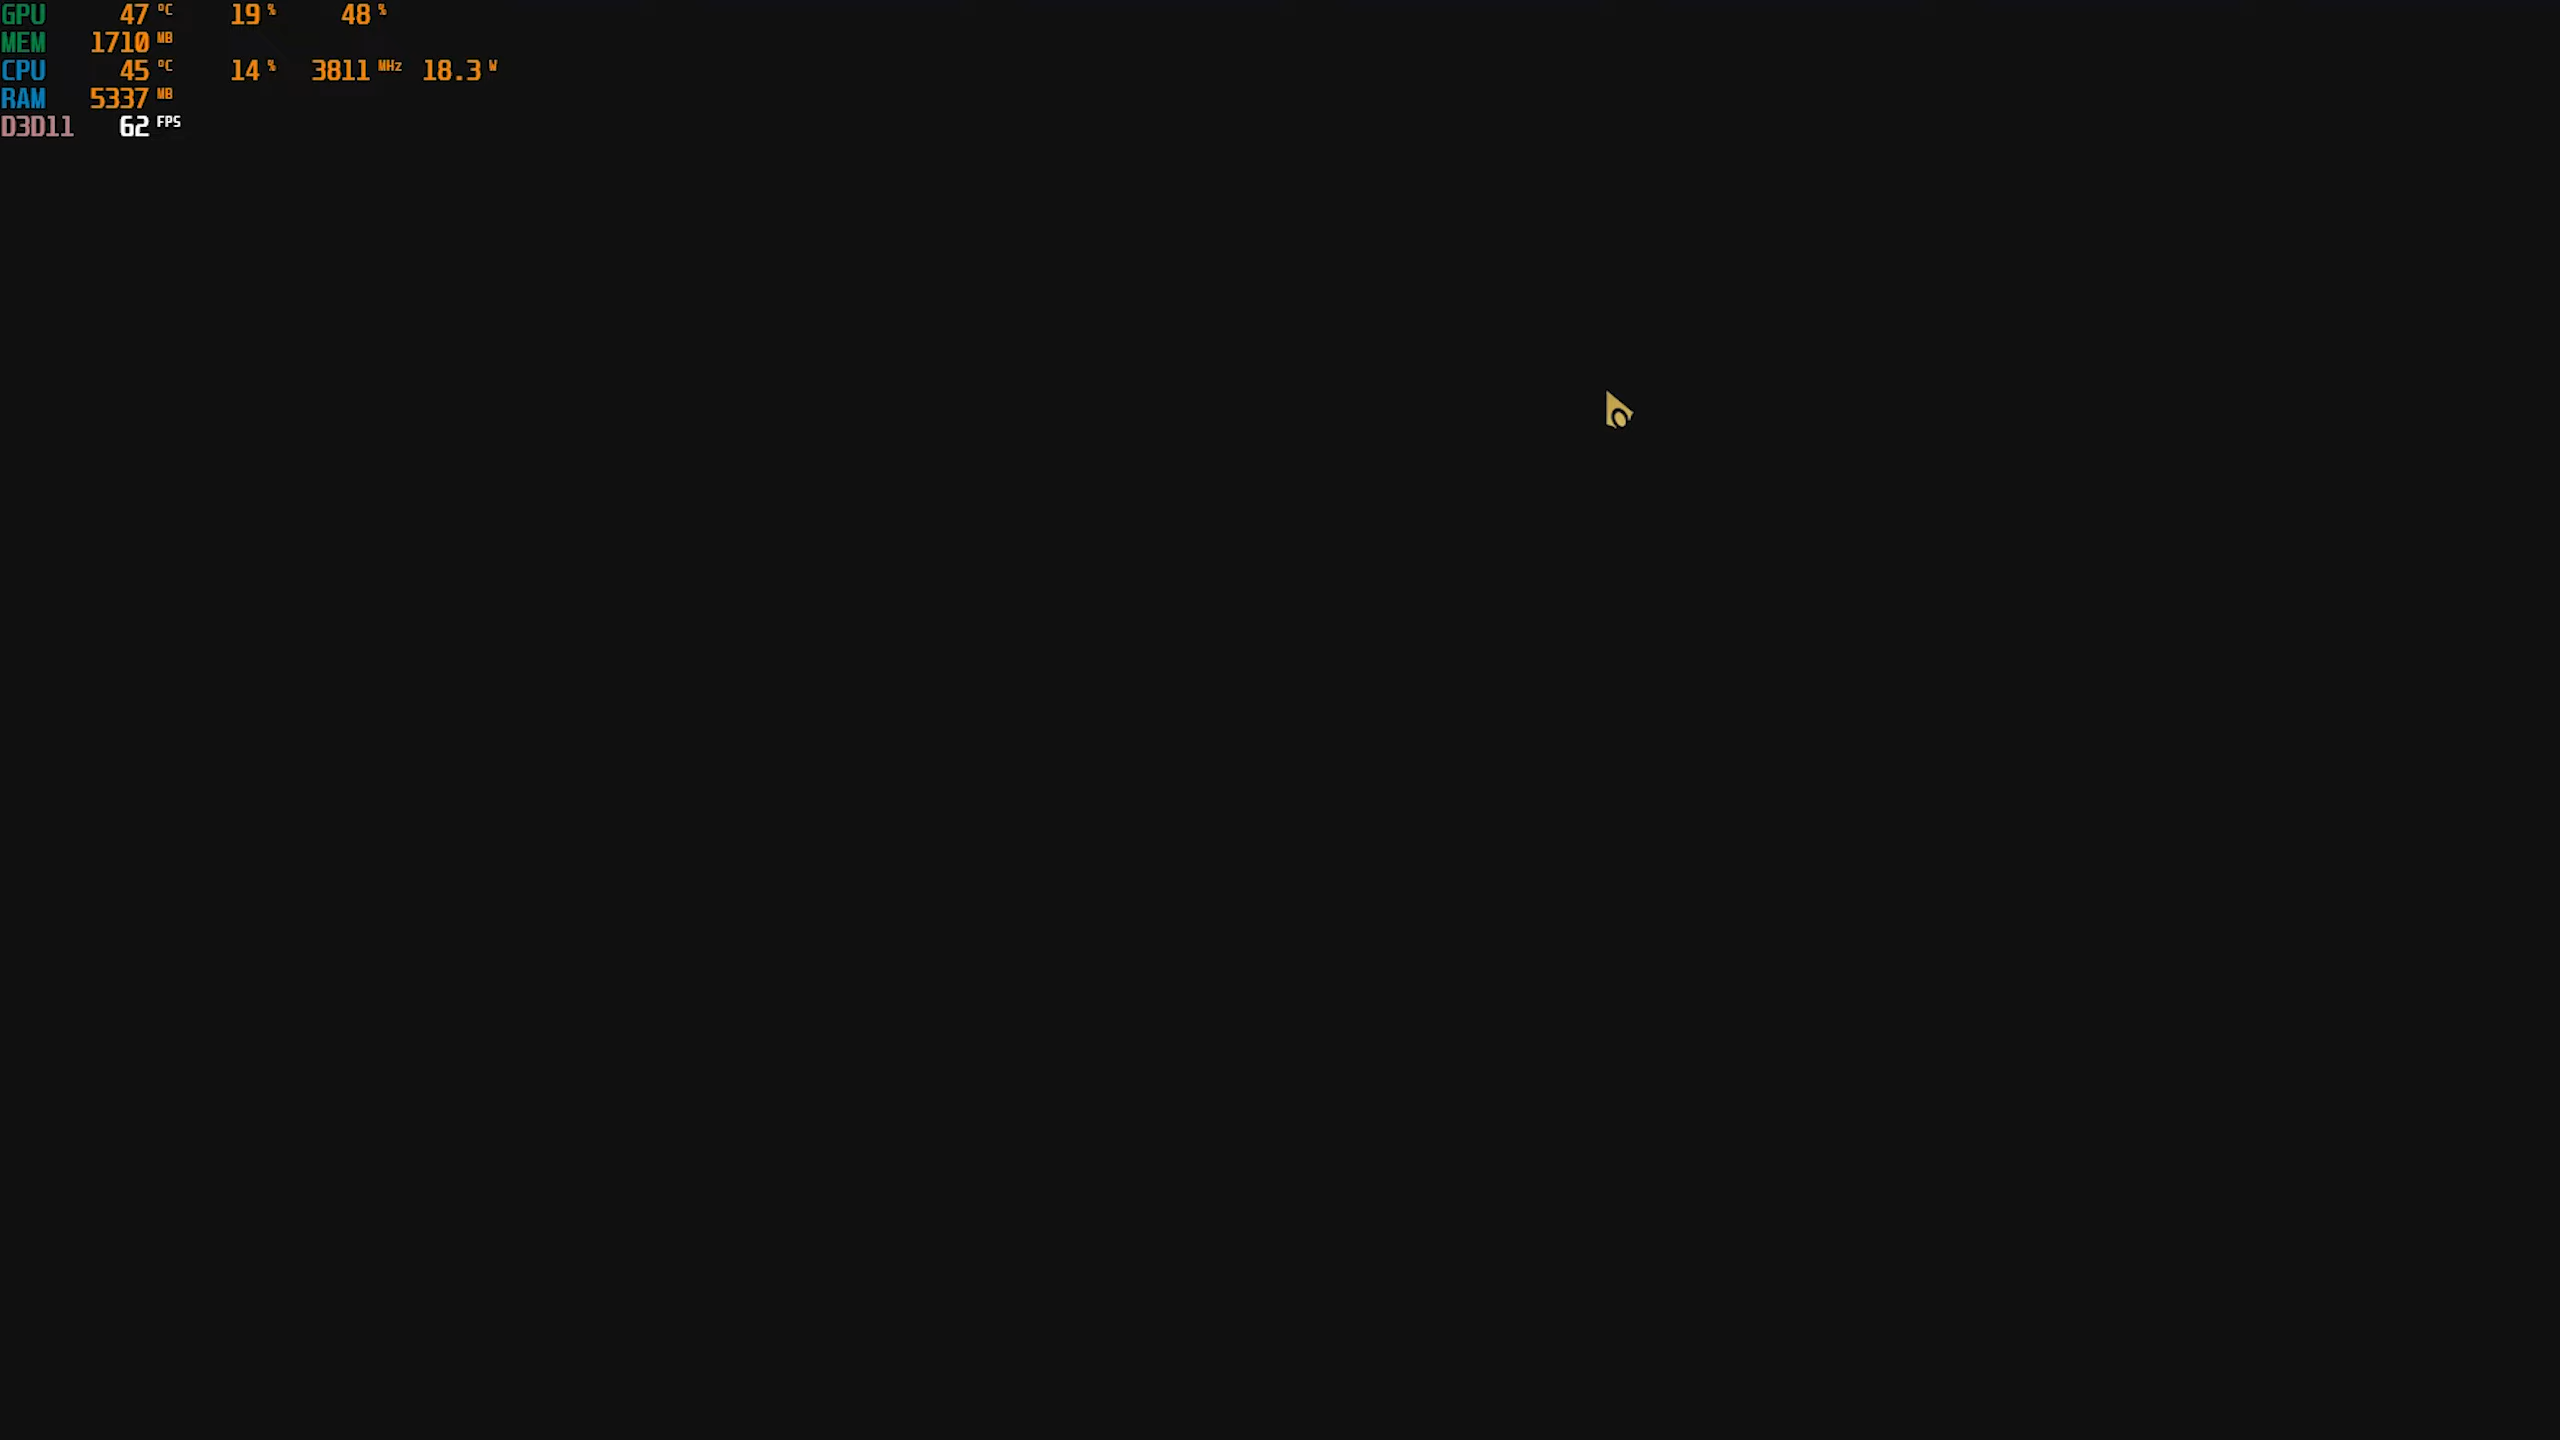 GPU 47 °C 19 % 48 %
MEM 1710 MB
CPU 45 °C 14 % 3811 MHz 18.3 W
RAM 5337 MB
D3D11 62 FPS